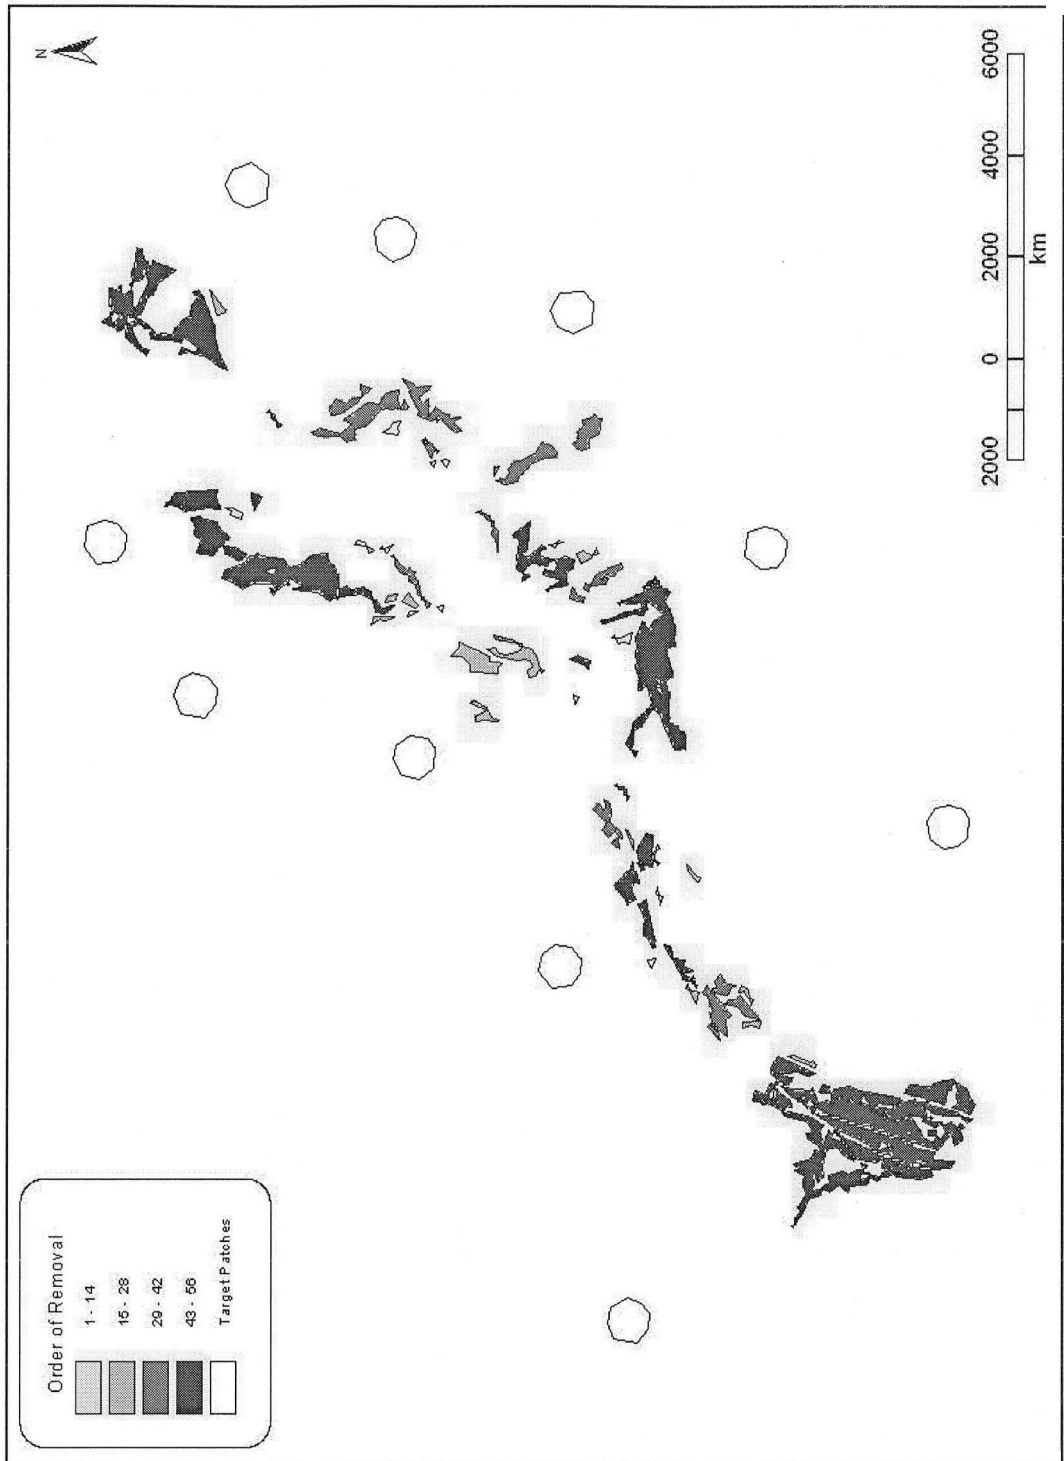 N
2000 0 2000 4000 6000
km
Order of Removal
1 - 14
15 - 28
29 - 42
43 - 56
Target Patches